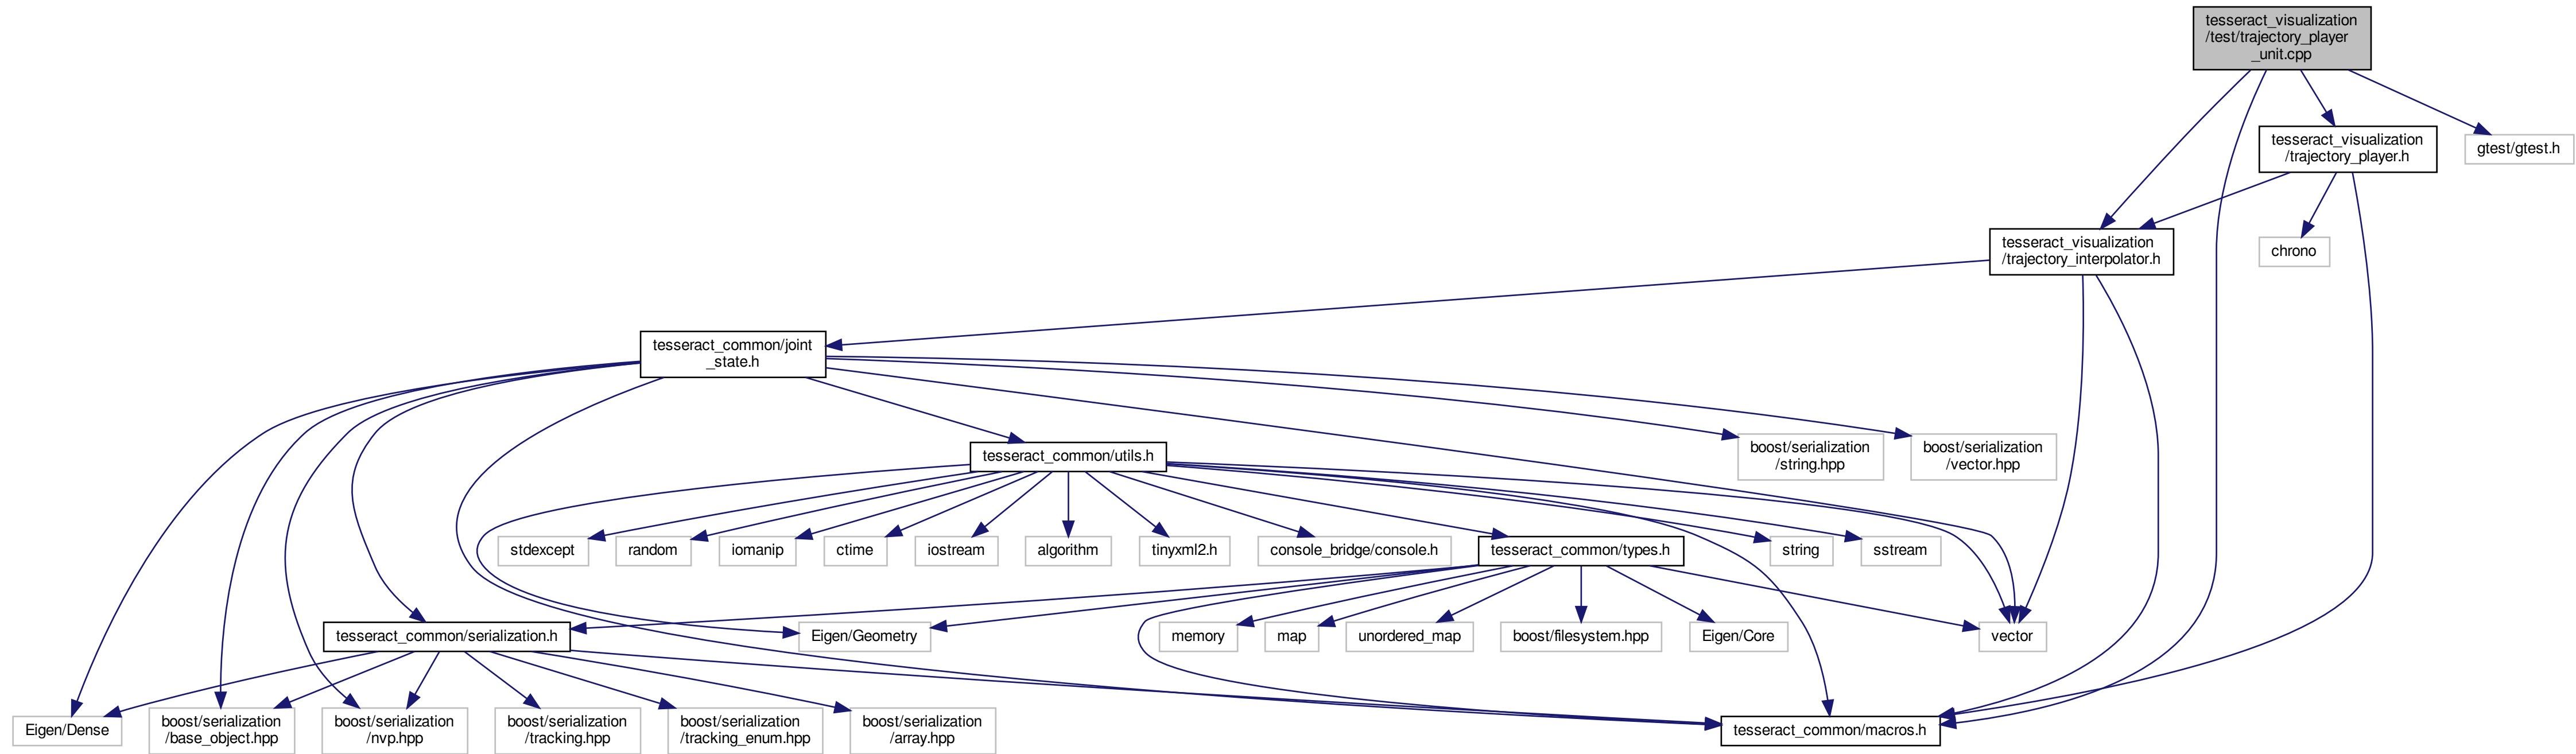 tesseract_visualization
/test/trajectory_player
_unit.cpp
tesseract_visualization
/trajectory_player.h
gtest/gtest.h
tesseract_visualization
/trajectory_interpolator.h
chrono
tesseract_common/joint
_state.h
tesseract_common/utils.h
boost/serialization
/string.hpp
boost/serialization
/vector.hpp
stdexcept
random
iomanip
ctime
iostream
algorithm
tinyxml2.h
console_bridge/console.h
tesseract_common/types.h
string
sstream
tesseract_common/serialization.h
Eigen/Geometry
memory
map
unordered_map
boost/filesystem.hpp
Eigen/Core
vector
Eigen/Dense
boost/serialization
/base_object.hpp
boost/serialization
/nvp.hpp
boost/serialization
/tracking.hpp
boost/serialization
/tracking_enum.hpp
boost/serialization
/array.hpp
tesseract_common/macros.h